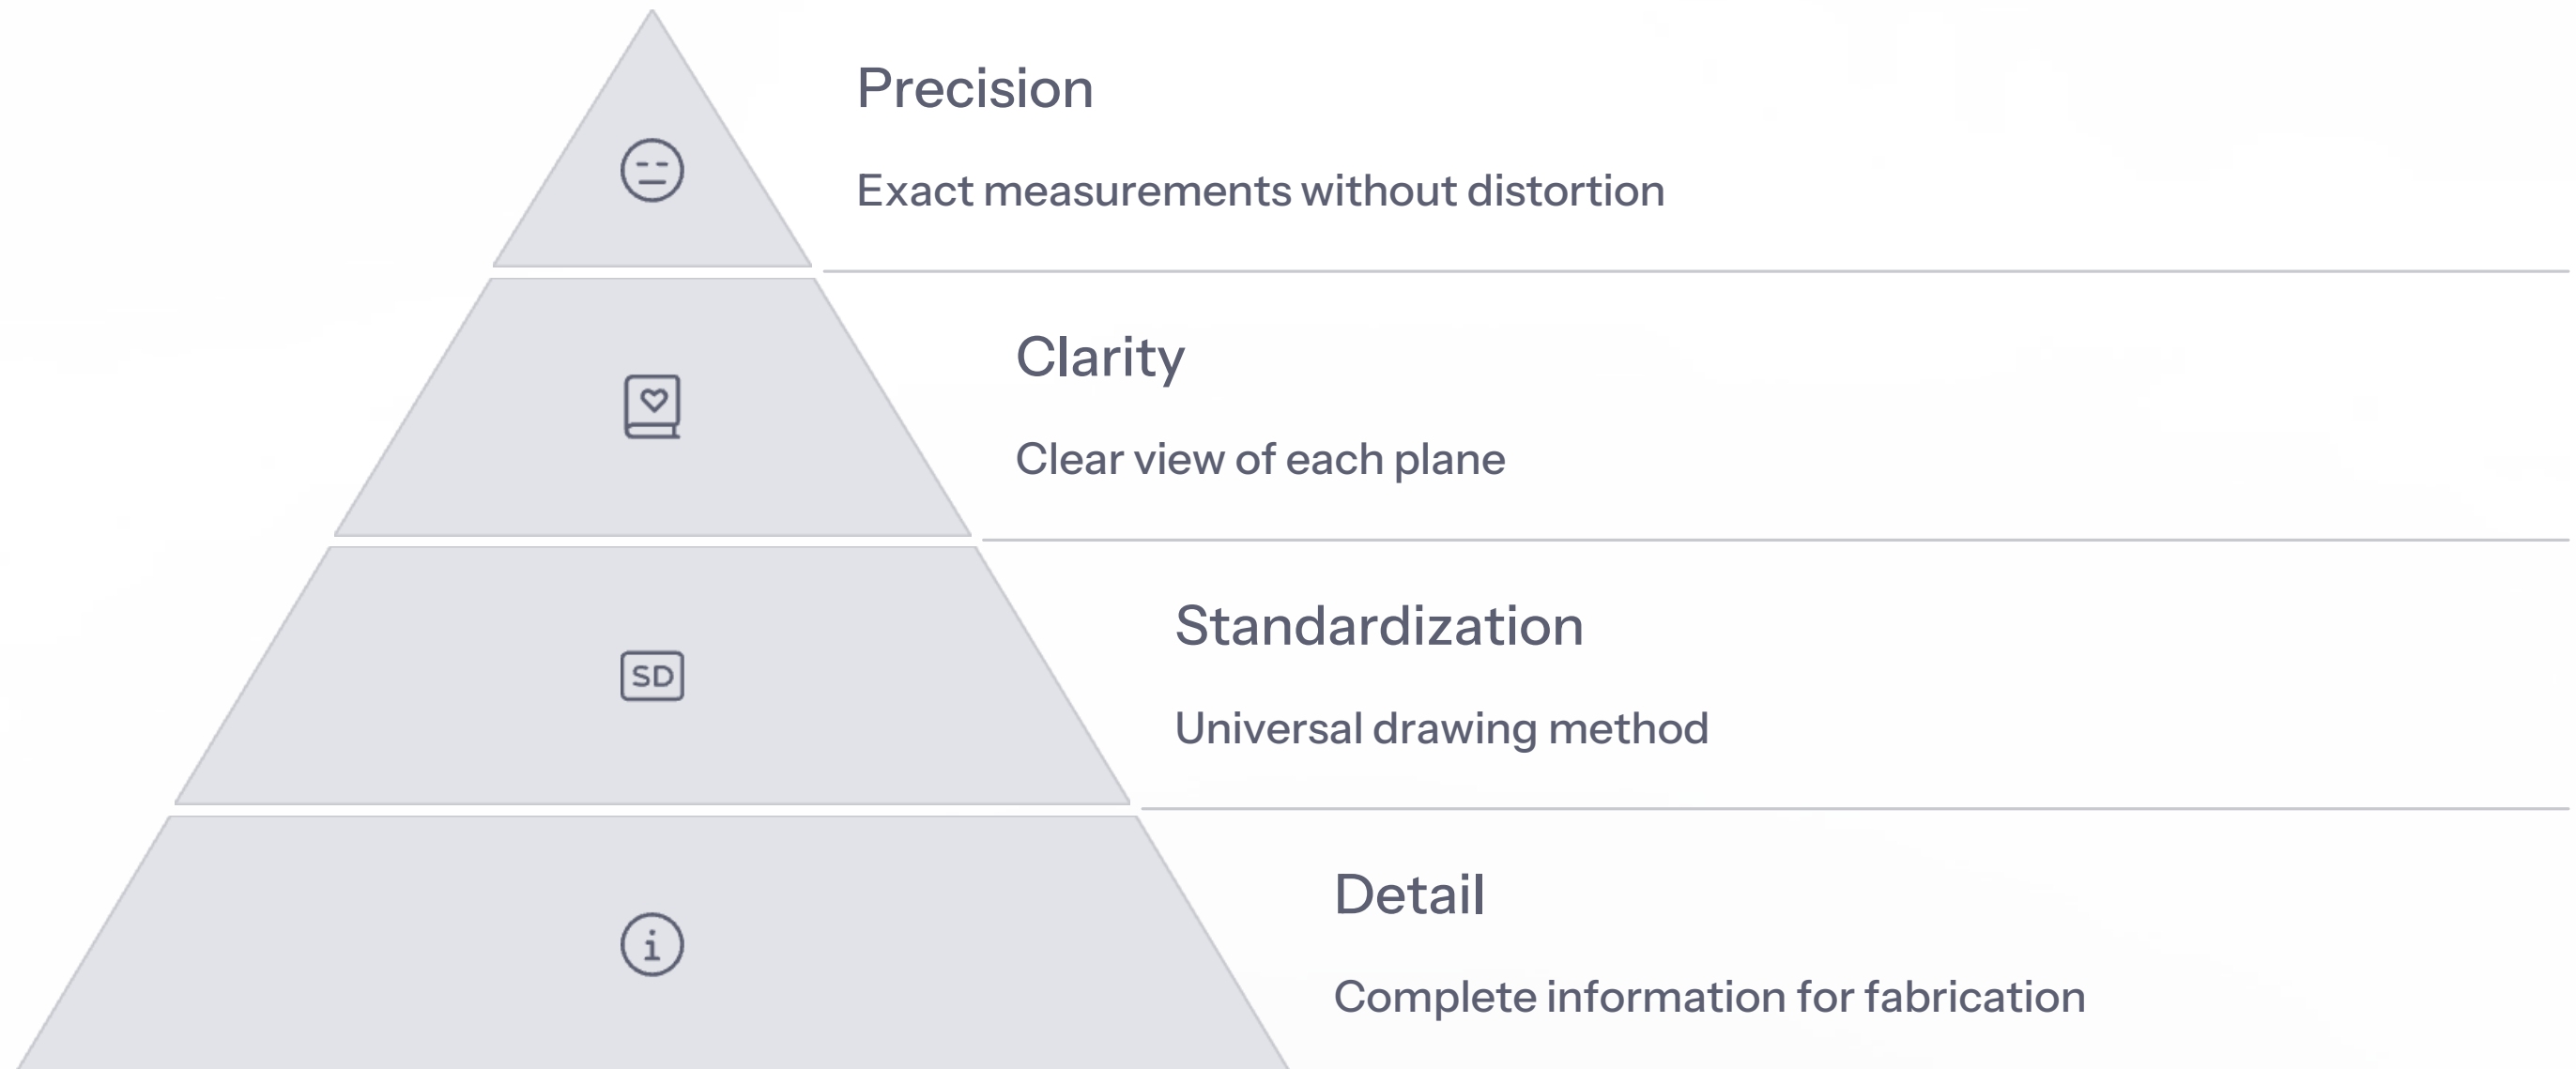 Precision
Exact measurements without distortion
Clarity
Clear view of each plane
SD
Standardization
Universal drawing method
i
Detail
Complete information for fabrication